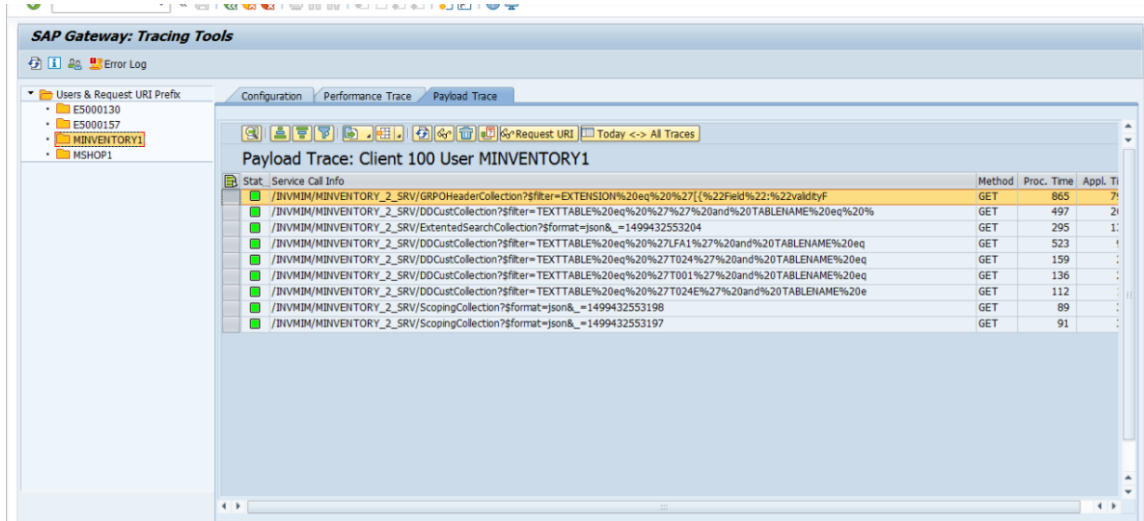 SAP Gateway: Tracing Tools
Error Log
Users & Request URI Prefix
E5000130
E5000157
MINVENTORY1
MSHOP1
Configuration Performance Trace Payload Trace
Request URI Today <-> All Traces
Payload Trace: Client 100 User MINVENTORY1
Stat Service Call Info Method Proc. Time Appl. Ti
/INVMIM/MINVENTORY_2_SRV/GRPOHeaderCollection?$filter=EXTENSION%20eq%20%27[{%22Field%22:%22validityF GET 865
/INVMIM/MINVENTORY_2_SRV/DDCustCollection?$filter=TEXTTABLE%20eq%20%27%27%20and%20TABLENAME%20eq%20% GET 497
/INVMIM/MINVENTORY_2_SRV/ExtentedSearchCollection?$format=json&_=1499432553204 GET 295
/INVMIM/MINVENTORY_2_SRV/DDCustCollection?$filter=TEXTTABLE%20eq%20%27LFA1%27%20and%20TABLENAME%20eq GET 523
/INVMIM/MINVENTORY_2_SRV/DDCustCollection?$filter=TEXTTABLE%20eq%20%27T024%27%20and%20TABLENAME%20eq GET 159
/INVMIM/MINVENTORY_2_SRV/DDCustCollection?$filter=TEXTTABLE%20eq%20%27T001%27%20and%20TABLENAME%20eq GET 136
/INVMIM/MINVENTORY_2_SRV/DDCustCollection?$filter=TEXTTABLE%20eq%20%27T024E%27%20and%20TABLENAME%20e GET 112
/INVMIM/MINVENTORY_2_SRV/ScopingCollection?$format=json&_=1499432553198 GET 89
/INVMIM/MINVENTORY_2_SRV/ScopingCollection?$format=json&_=1499432553197 GET 91